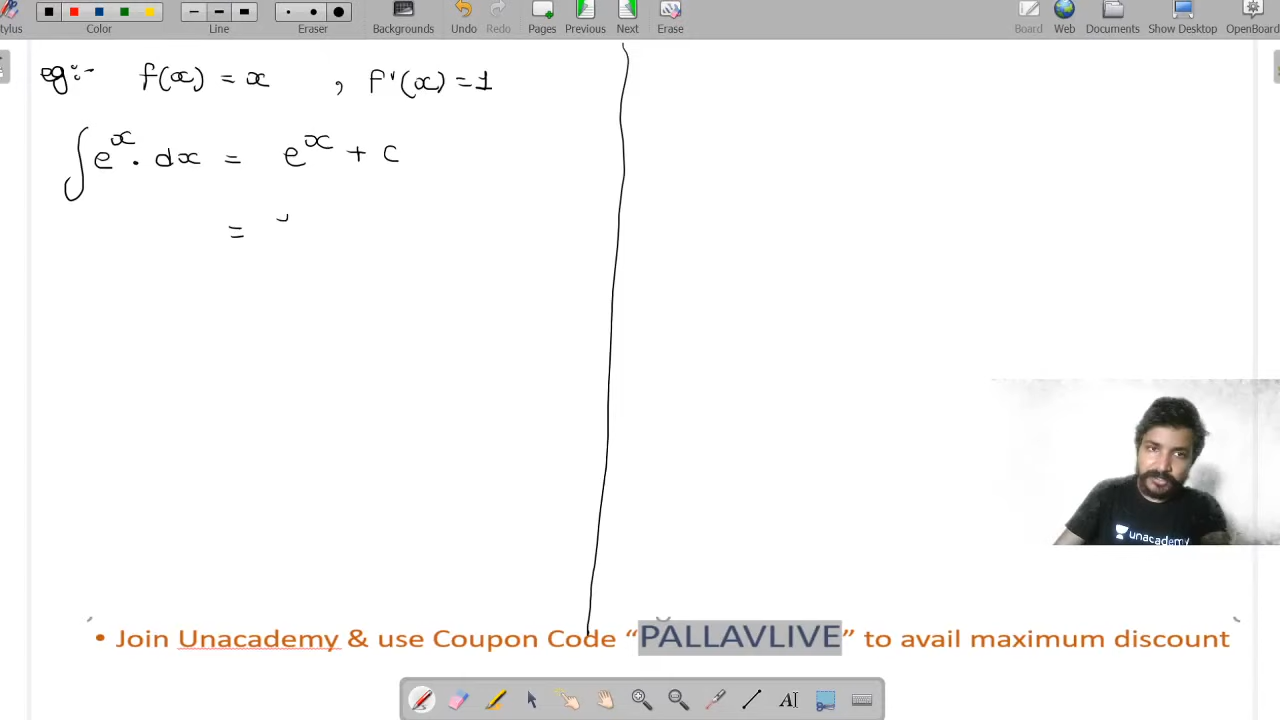 Color Line Eraser Backgrounds Undo Redo Pages Previous Next Erase Board Web Documents Show Desktop OpenBoard
eg:- f(x) = x , f'(x) = 1
∫e^x . dx = e^x + c
=
unacademy
• Join Unacademy & use Coupon Code “PALLAVLIVE” to avail maximum discount